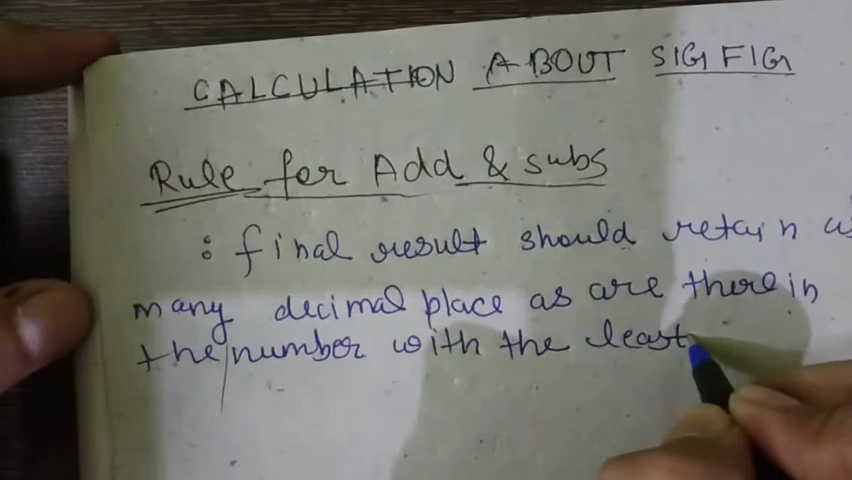 CALCULATION ABOUT SIG FIG
Rule for Add & subs
: final result should retain as
many decimal place as are there in
the number with the least